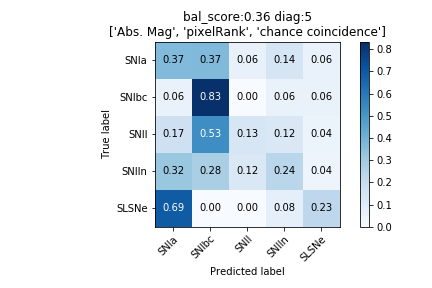 bal_score:0.36 diag:5
['Abs. Mag', 'pixelRank', 'chance coincidence']
SNIa 0.37 0.37 0.06 0.14 0.06
SNIbc 0.06 0.83 0.00 0.06 0.06
SNII 0.17 0.53 0.13 0.12 0.04
SNIIn 0.32 0.28 0.12 0.24 0.04
SLSNe 0.69 0.00 0.00 0.08 0.23
True label
SNIa SNIbc SNII SNIIn SLSNe
Predicted label
0.8
0.7
0.6
0.5
0.4
0.3
0.2
0.1
0.0